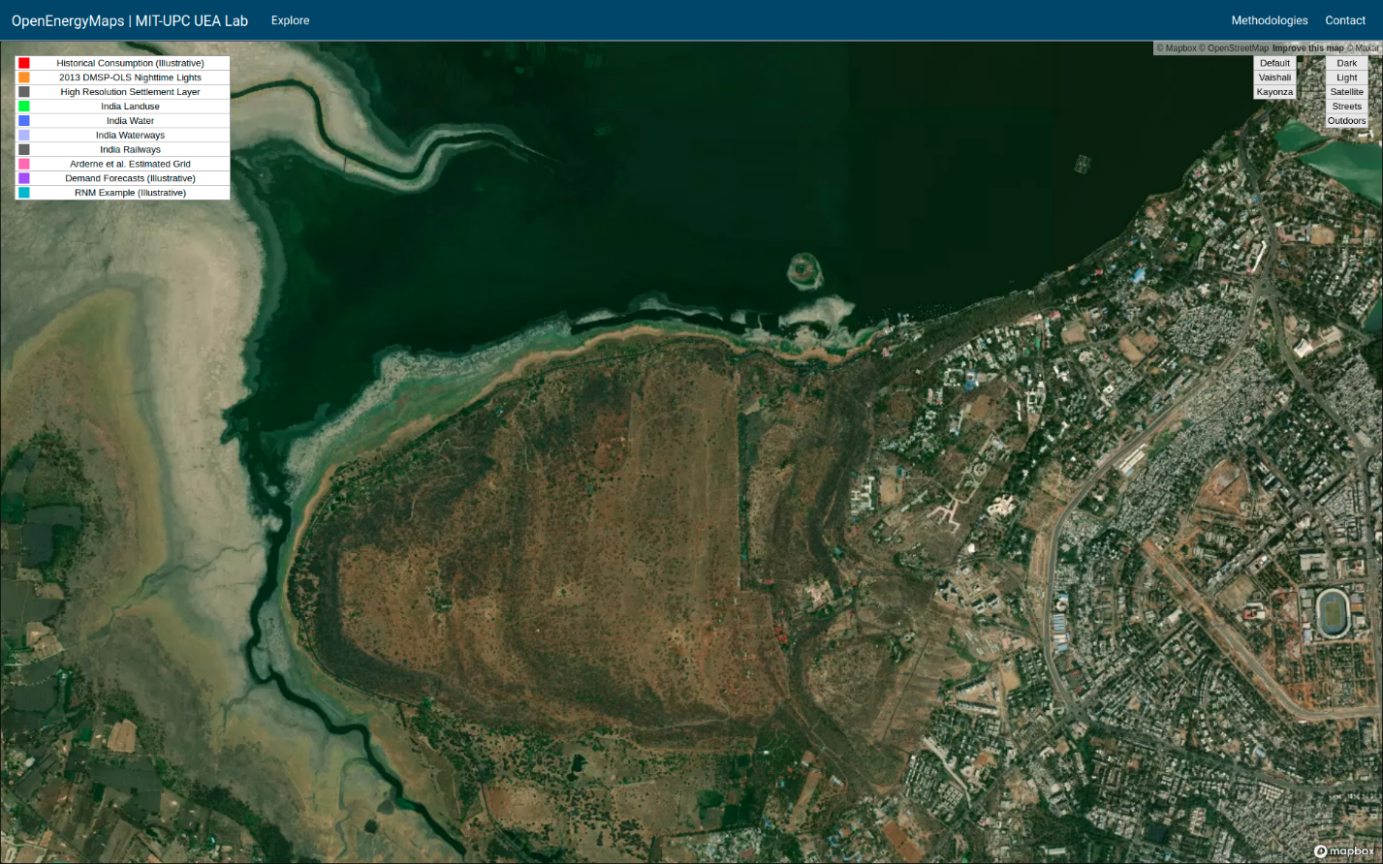 OpenEnergyMaps | MIT-UPC UEA Lab Explore Methodologies Contact
© Mapbox © OpenStreetMap Improve this map © Maxar
Historical Consumption (Illustrative)
2013 DMSP-OLS Nighttime Lights
High Resolution Settlement Layer
India Landuse
India Water
India Waterways
India Railways
Arderne et al. Estimated Grid
Demand Forecasts (Illustrative)
RNM Example (Illustrative)
Default
Vaishali
Kayonza
Dark
Light
Satellite
Streets
Outdoors
mapbox